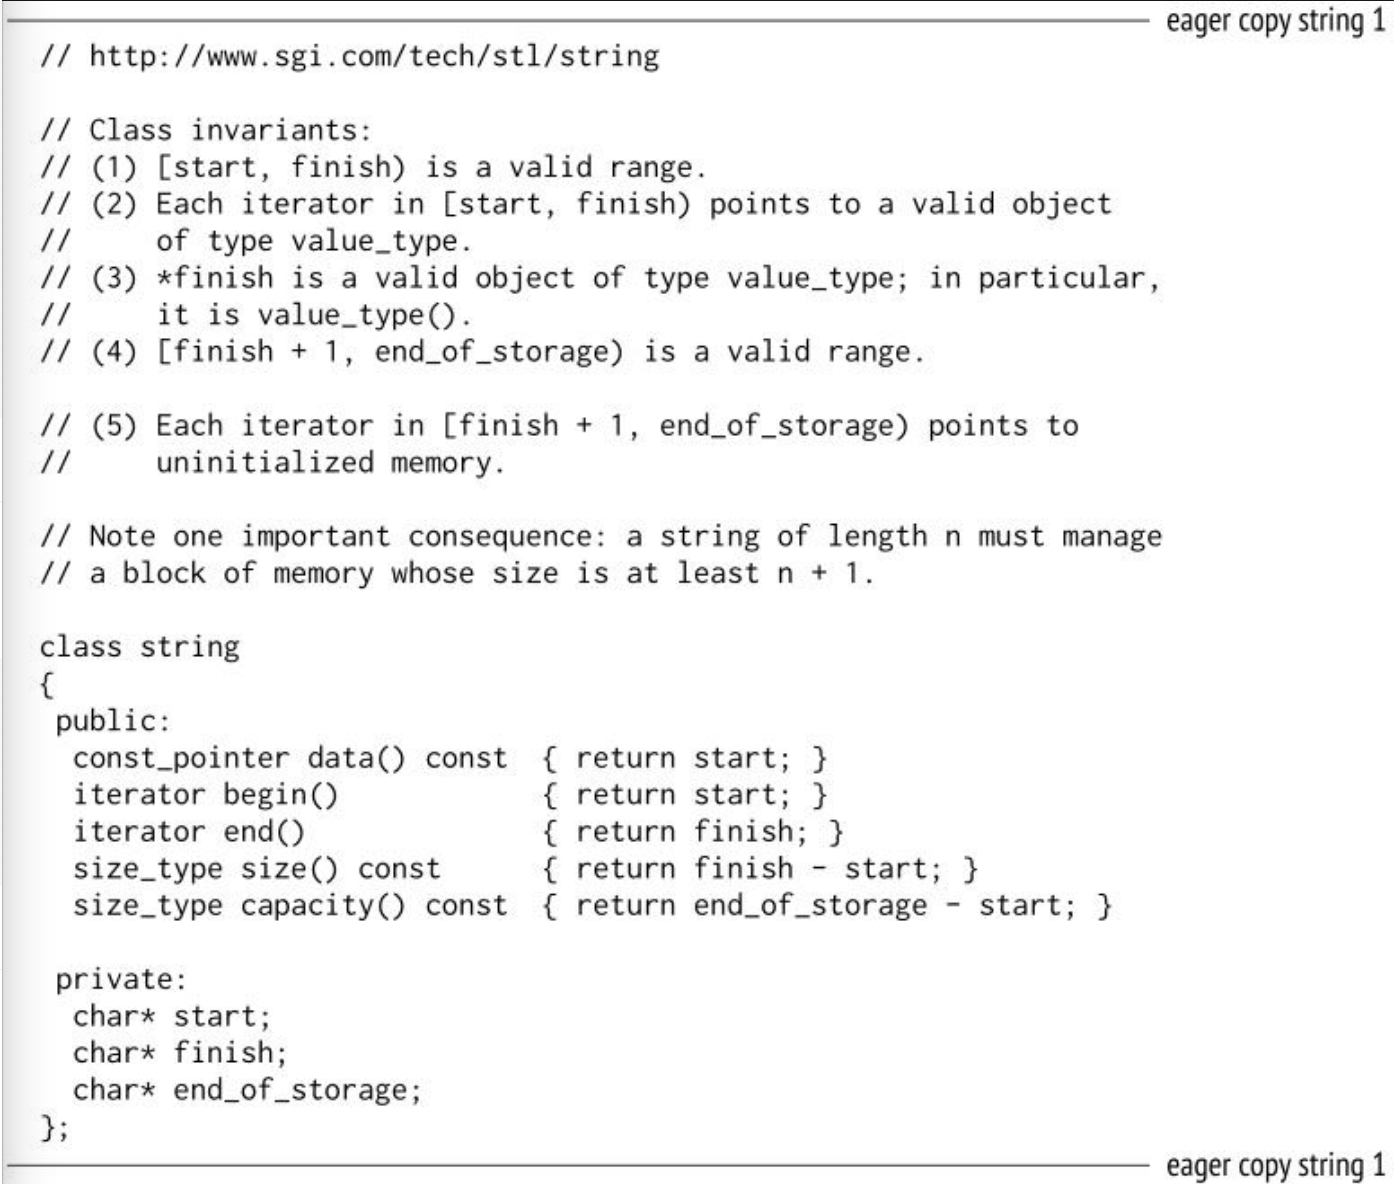 eager copy string 1
// http://www.sgi.com/tech/stl/string
// Class invariants:
// (1) [start, finish) is a valid range.
// (2) Each iterator in [start, finish) points to a valid object
//     of type value_type.
// (3) *finish is a valid object of type value_type; in particular,
//     it is value_type().
// (4) [finish + 1, end_of_storage) is a valid range.
// (5) Each iterator in [finish + 1, end_of_storage) points to
//     uninitialized memory.
// Note one important consequence: a string of length n must manage
// a block of memory whose size is at least n + 1.
class string
{
 public:
  const_pointer data() const  { return start; }
  iterator begin()            { return start; }
  iterator end()              { return finish; }
  size_type size() const      { return finish - start; }
  size_type capacity() const  { return end_of_storage - start; }
 private:
  char* start;
  char* finish;
  char* end_of_storage;
};
eager copy string 1